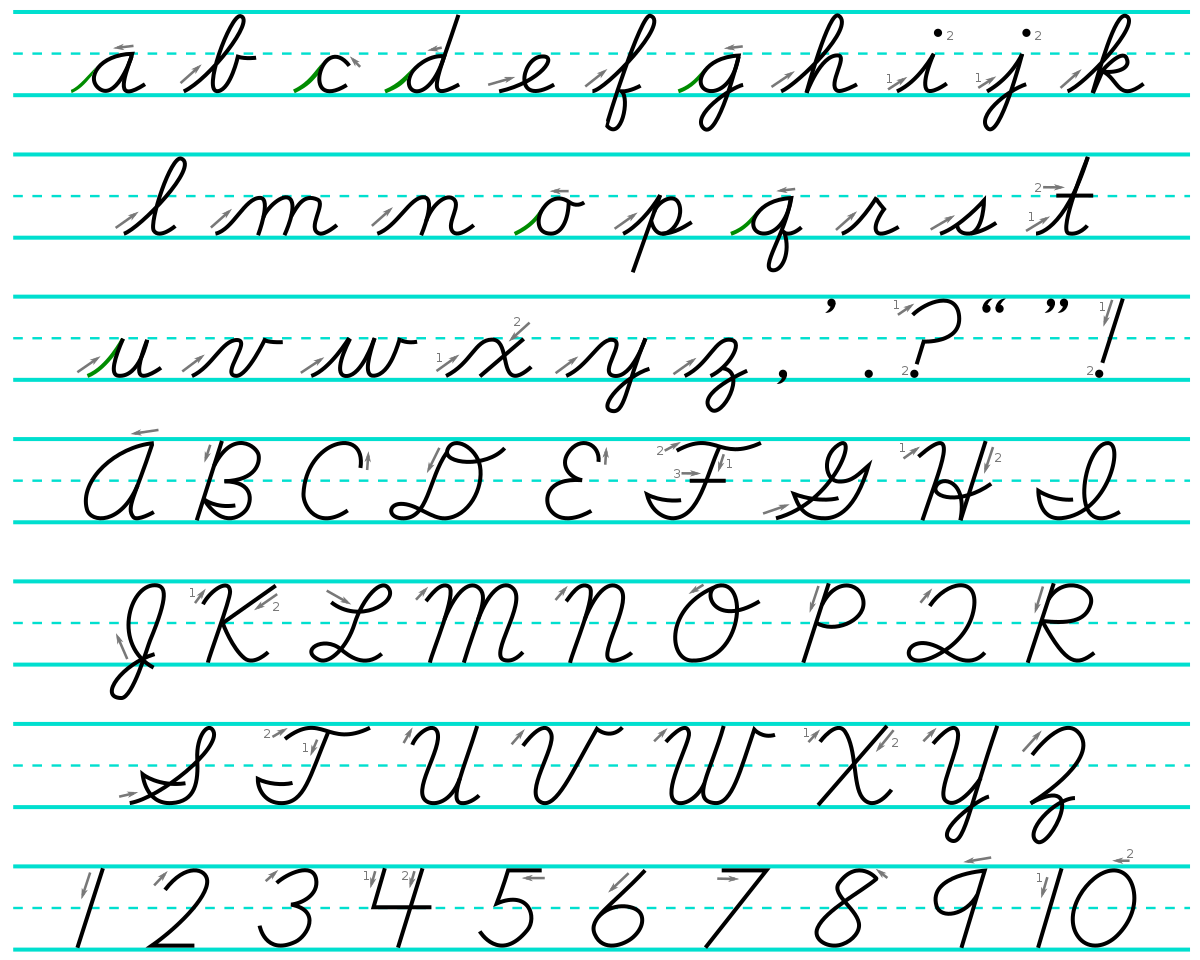 a b c d e f g h i j k
l m n o p q r s t
u v w x y z , ’ . ? “ ” !
A B C D E F G H I
J K L M N O P Q R
S T U V W X Y Z
1 2 3 4 5 6 7 8 9 10